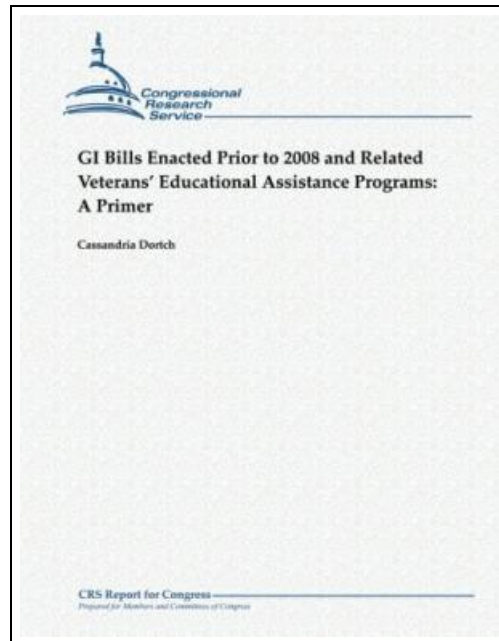 Congressional
Research
Service
GI Bills Enacted Prior to 2008 and Related
Veterans' Educational Assistance Programs:
A Primer
Cassandria Dortch
CRS Report for Congress
Prepared for Members and Committees of Congress